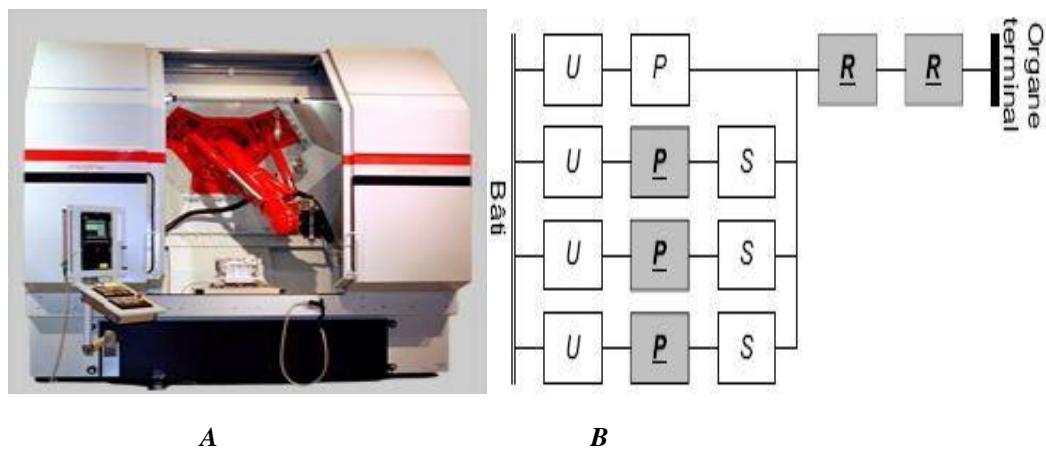 Bâti
U P R R
U P S
U P S
U P S
Organe
terminal
A B